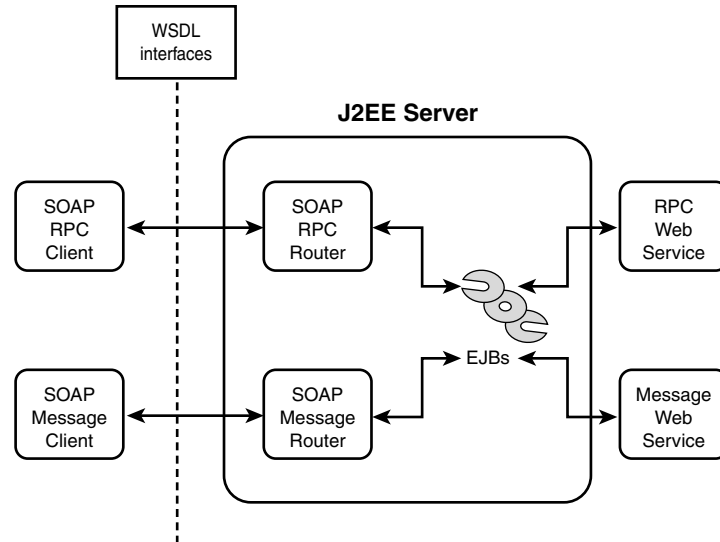 WSDL
interfaces
J2EE Server
SOAP
RPC
Client
SOAP
RPC
Router
RPC
Web
Service
EJBs
SOAP
Message
Client
SOAP
Message
Router
Message
Web
Service